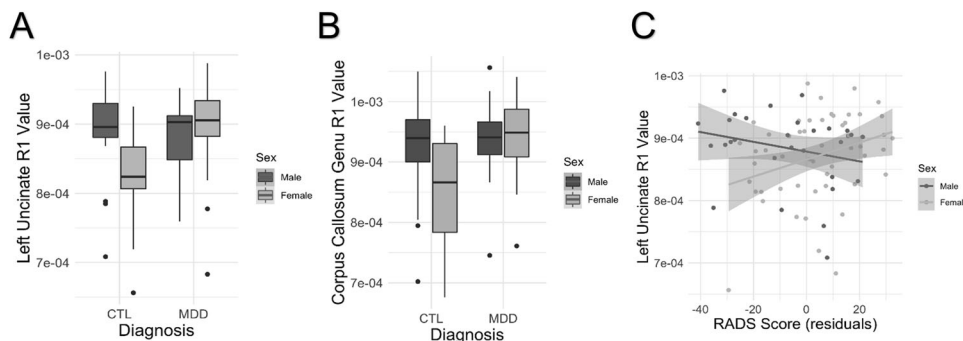 A
Left Uncinate R1 Value
1e-03
9e-04
8e-04
7e-04
CTL
MDD
Diagnosis
Sex
Male
Female
B
Corpus Callosum Genu R1 Value
1e-03
9e-04
8e-04
7e-04
CTL
MDD
Diagnosis
Sex
Male
Female
C
Left Uncinate R1 Value
1e-03
9e-04
8e-04
7e-04
-40
-20
0
20
RADS Score (residuals)
Sex
Male
Femal